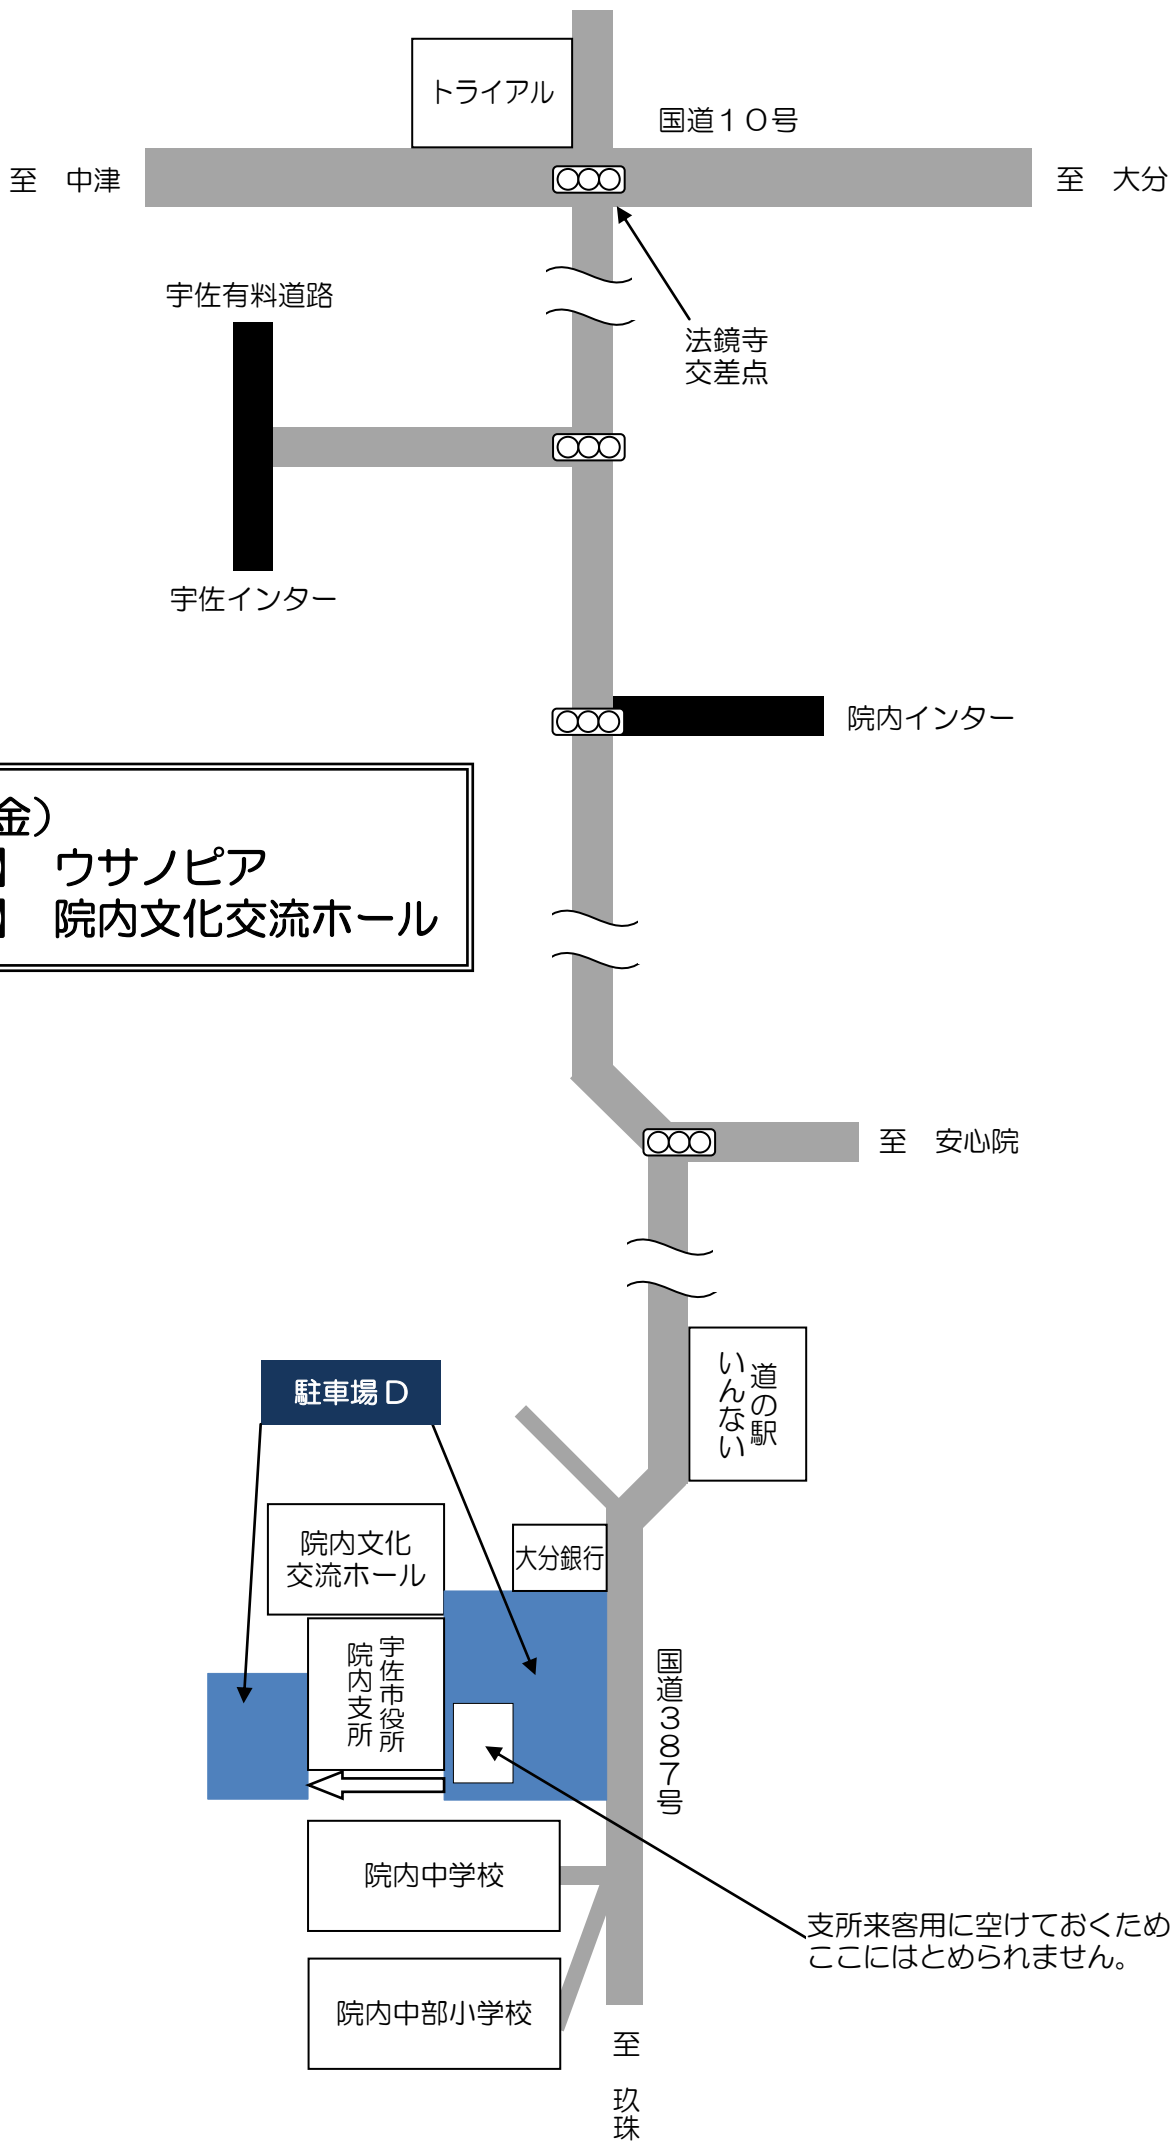 トライアル
国道１０号
至　中津
至　大分
宇佐有料道路
法鏡寺
交差点
宇佐インター
院内インター
金）
】　ウサノピア
】　院内文化交流ホール
至　安心院
道の駅
いんない
駐車場Ｄ
院内文化
交流ホール
大分銀行
宇佐市役所
院内支所
国道３８７号
院内中学校
支所来客用に空けておくため
ここにはとめられません。
院内中部小学校
至　玖珠